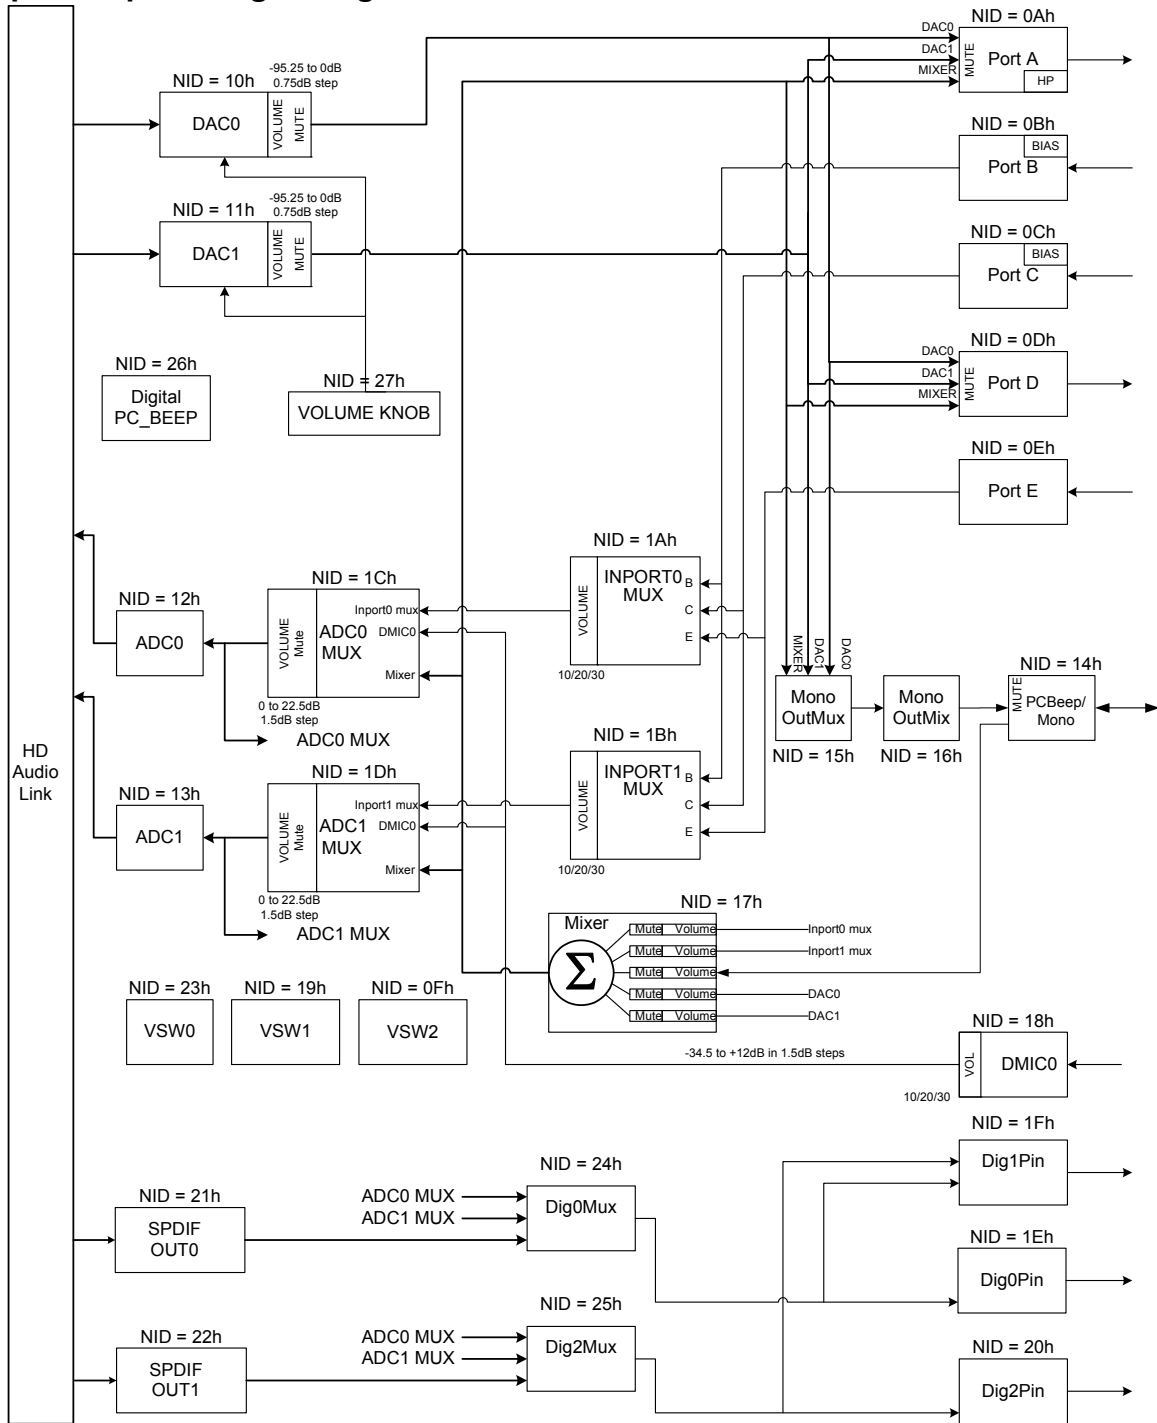 HD
Audio
Link
NID = 10h
-95.25 to 0dB
0.75dB step
DAC0
VOLUME
MUTE
NID = 11h
-95.25 to 0dB
0.75dB step
DAC1
VOLUME
MUTE
NID = 26h
Digital
PC_BEEP
NID = 27h
VOLUME KNOB
NID = 0Ah
DAC0
DAC1
MIXER
MUTE
Port A
HP
NID = 0Bh
BIAS
Port B
NID = 0Ch
BIAS
Port C
NID = 0Dh
DAC0
DAC1
MIXER
MUTE
Port D
NID = 0Eh
Port E
NID = 12h
ADC0
NID = 1Ch
VOLUME
Mute
ADC0
MUX
Inport0 mux
DMIC0
Mixer
0 to 22.5dB
1.5dB step
ADC0 MUX
NID = 1Ah
VOLUME
INPORT0
MUX
B
C
E
10/20/30
MIXER
DAC1
DAC0
Mono
OutMux
NID = 15h
Mono
OutMix
NID = 16h
NID = 14h
MUTE
PCBeep/
Mono
NID = 13h
ADC1
NID = 1Dh
VOLUME
Mute
ADC1
MUX
Inport1 mux
DMIC0
Mixer
0 to 22.5dB
1.5dB step
ADC1 MUX
NID = 1Bh
VOLUME
INPORT1
MUX
B
C
E
10/20/30
NID = 17h
Mixer
Σ
Mute Volume Inport0 mux
Mute Volume Inport1 mux
Mute Volume
Mute Volume DAC0
Mute Volume DAC1
NID = 23h
VSW0
NID = 19h
VSW1
NID = 0Fh
VSW2
-34.5 to +12dB in 1.5dB steps
NID = 18h
VOL
DMIC0
10/20/30
NID = 21h
SPDIF
OUT0
NID = 24h
ADC0 MUX
ADC1 MUX
Dig0Mux
NID = 1Fh
Dig1Pin
NID = 1Eh
Dig0Pin
NID = 22h
SPDIF
OUT1
NID = 25h
ADC0 MUX
ADC1 MUX
Dig2Mux
NID = 20h
Dig2Pin